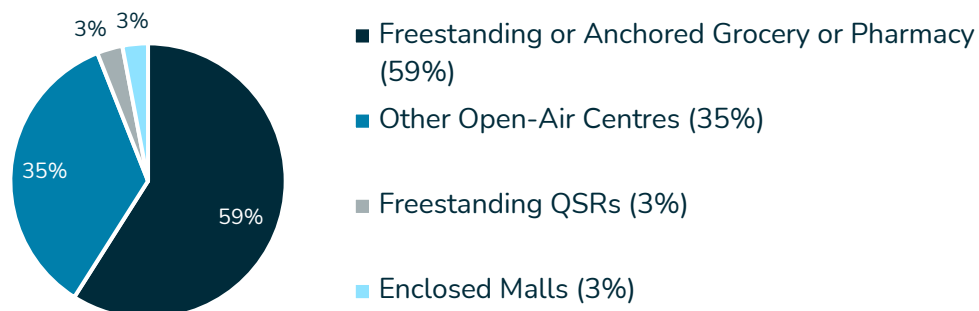 3% 3%
35%
59%
Freestanding or Anchored Grocery or Pharmacy
(59%)
Other Open-Air Centres (35%)
Freestanding QSRs (3%)
Enclosed Malls (3%)